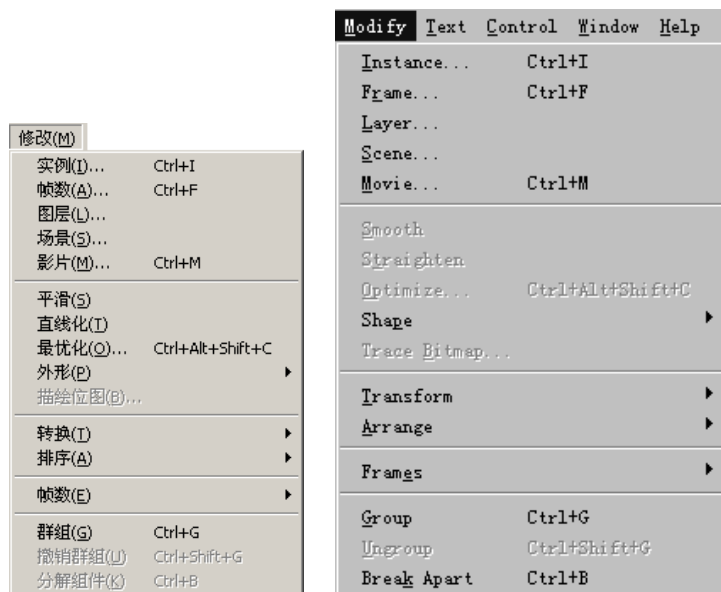 修改(M)
实例(I)... Ctrl+I
帧数(A)... Ctrl+F
图层(L)...
场景(S)...
影片(M)... Ctrl+M
平滑(S)
直线化(T)
最优化(O)... Ctrl+Alt+Shift+C
外形(P)
描绘位图(B)...
转换(T)
排序(A)
帧数(E)
群组(G) Ctrl+G
撤销群组(U) Ctrl+Shift+G
分解组件(K) Ctrl+B
Modify Text Control Window Help
Instance... Ctrl+I
Frame... Ctrl+F
Layer...
Scene...
Movie... Ctrl+M
Smooth
Straighten
Optimize... Ctrl+Alt+Shift+C
Shape
Trace Bitmap...
Transform
Arrange
Frames
Group Ctrl+G
Ungroup Ctrl+Shift+G
Break Apart Ctrl+B